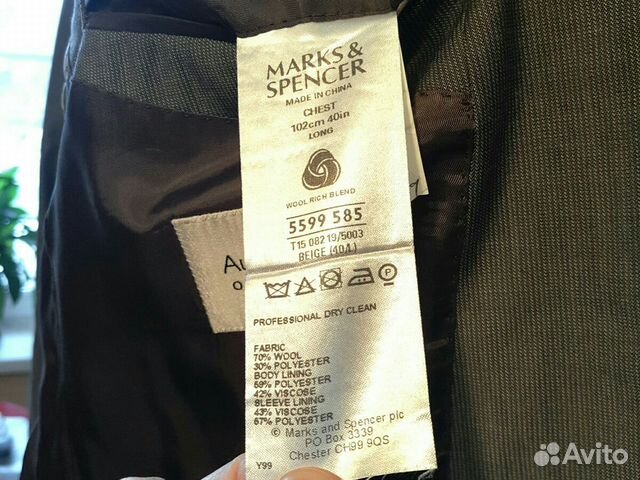 MARKS &
SPENCER
MADE IN CHINA
CHEST
102cm 40in
LONG
WOOL RICH BLEND
5599 585
T15 08219/5003
BEIGE (40/L)
P
PROFESSIONAL DRY CLEAN
FABRIC
70% WOOL
30% POLYESTER
BODY LINING
59% POLYESTER
42% VISCOSE
SLEEVE LINING
43% VISCOSE
57% POLYESTER
© Marks and Spencer plc
PO Box 3339
Chester CH99 9QS
Y99
Avito